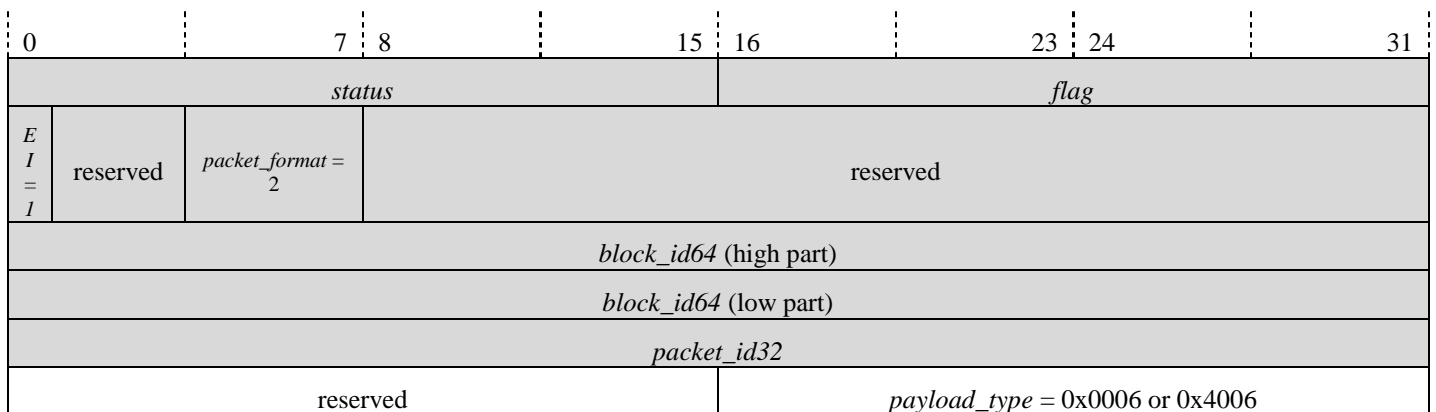 0 7 8 15 16 23 24 31
status flag
E
I
=
1
reserved
packet_format =
2
reserved
block_id64 (high part)
block_id64 (low part)
packet_id32
reserved payload_type = 0x0006 or 0x4006